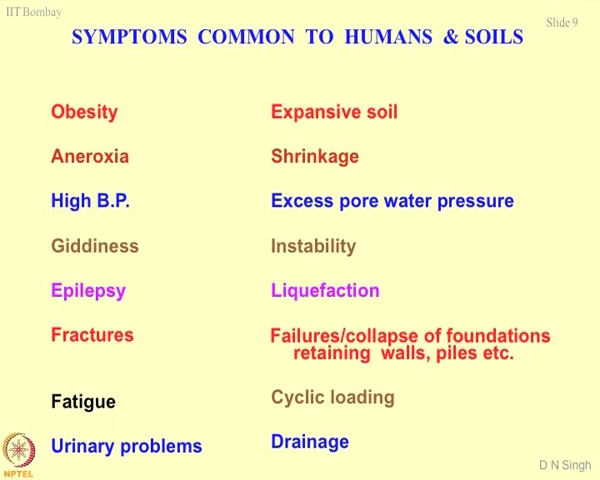 IIT Bombay
Slide 9
SYMPTOMS COMMON TO HUMANS & SOILS
Obesity Expansive soil
Aneroxia Shrinkage
High B.P. Excess pore water pressure
Giddiness Instability
Epilepsy Liquefaction
Fractures Failures/collapse of foundations
retaining walls, piles etc.
Fatigue Cyclic loading
Urinary problems Drainage
NPTEL
D N Singh